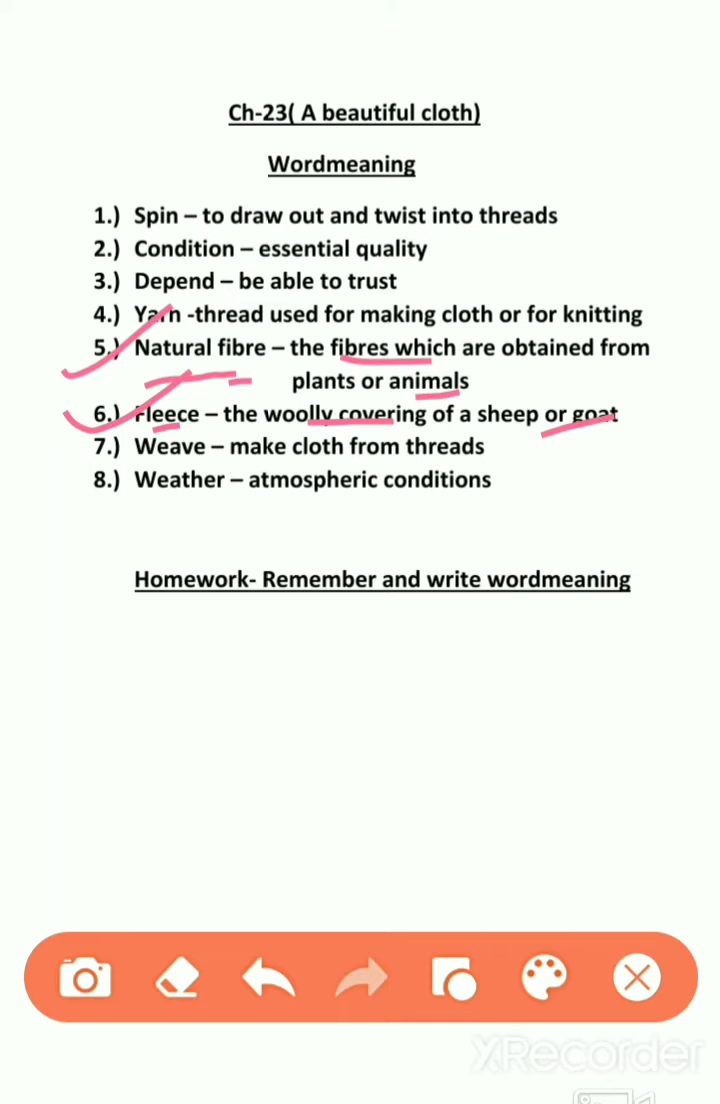 Ch-23( A beautiful cloth)
Wordmeaning
1.) Spin – to draw out and twist into threads
2.) Condition – essential quality
3.) Depend – be able to trust
4.) Yarn -thread used for making cloth or for knitting
5.) Natural fibre – the fibres which are obtained from
plants or animals
6.) Fleece – the woolly covering of a sheep or goat
7.) Weave – make cloth from threads
8.) Weather – atmospheric conditions
Homework- Remember and write wordmeaning
XRecorder